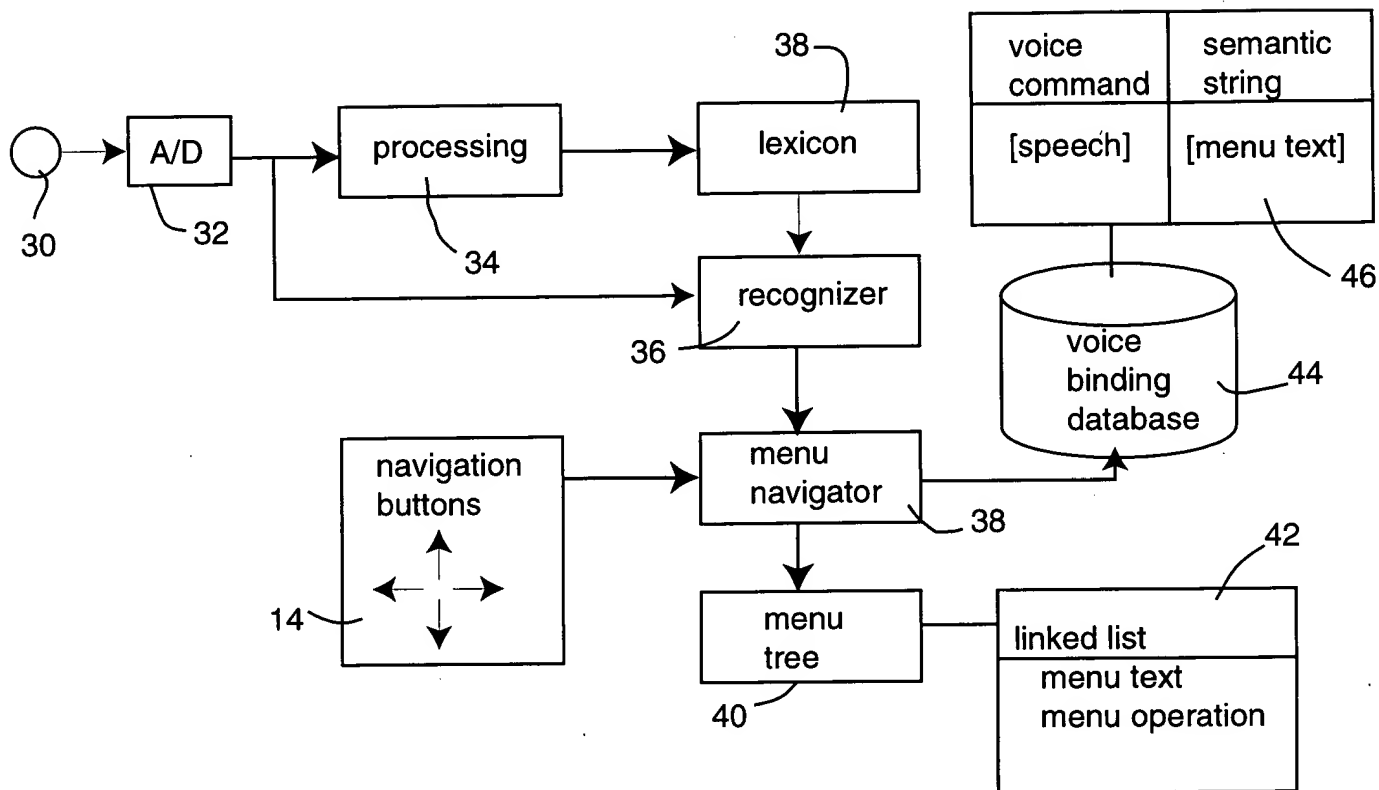 38
voice
command
semantic
string
A/D
processing
lexicon
[speech]
[menu text]
30
32
34
46
recognizer
36
voice
binding
database
44
navigation
buttons
menu
navigator
38
42
14
menu
tree
linked list
40
menu text
menu operation